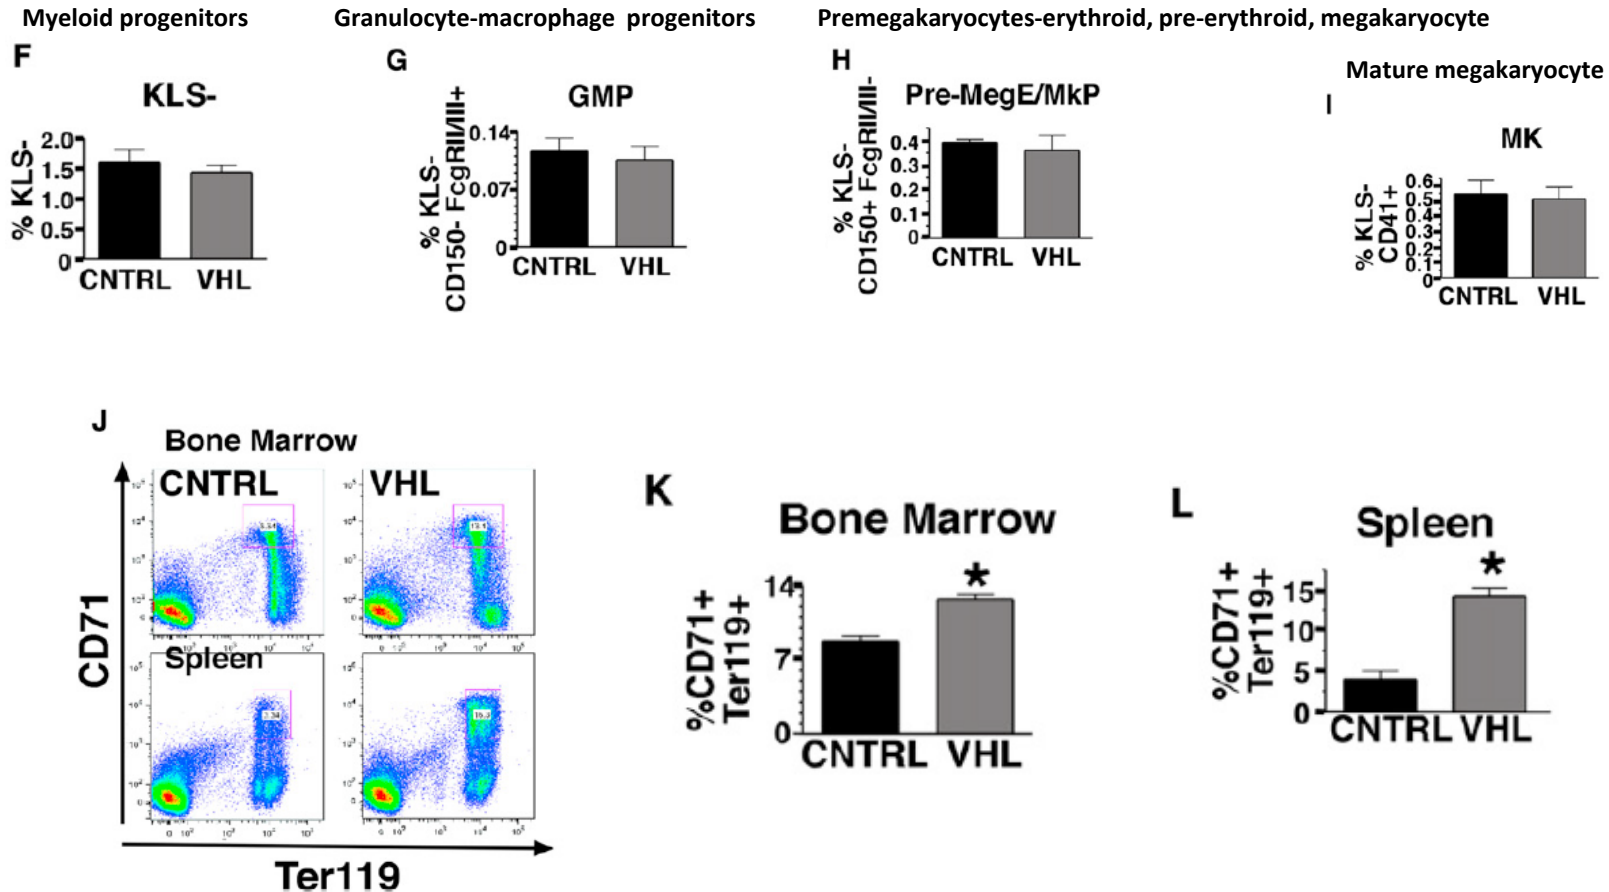 Myeloid progenitors
Granulocyte-macrophage progenitors
Premegakaryocytes-erythroid, pre-erythroid, megakaryocyte
Mature megakaryocyte
F
KLS-
% KLS-
2.0
1.5
1.0
0.5
0
CNTRL VHL
G
GMP
% KLS-
CD150- FcgRII/III+
0.14
0.07
0
CNTRL VHL
H
Pre-MegE/MkP
% KLS-
CD150+ FcgRII/III-
0.4
0.3
0.2
0.1
0
CNTRL VHL
I
MK
% KLS-
CD41+
0.6
0.5
0.4
0.3
0.2
0.1
0
CNTRL VHL
J
Bone Marrow
CNTRL
VHL
Spleen
CD71
Ter119
K
Bone Marrow
*
%CD71+
Ter119+
14
7
0
CNTRL VHL
L
Spleen
*
%CD71+
Ter119+
15
10
5
0
CNTRL VHL